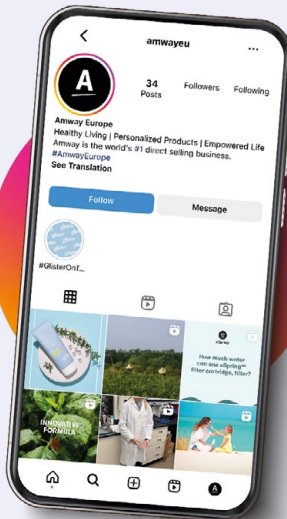 amwayeu
A
34
Posts
Followers
Following
Amway Europe
Healthy Living | Personalized Products | Empowered Life
Amway is the world's #1 direct selling business.
#AmwayEurope
See Translation
Follow
Message
#GlisterOnT...
How much water
can one eSpring™
filter cartridge, filter?
INNOVATIVE
FORMULA
A